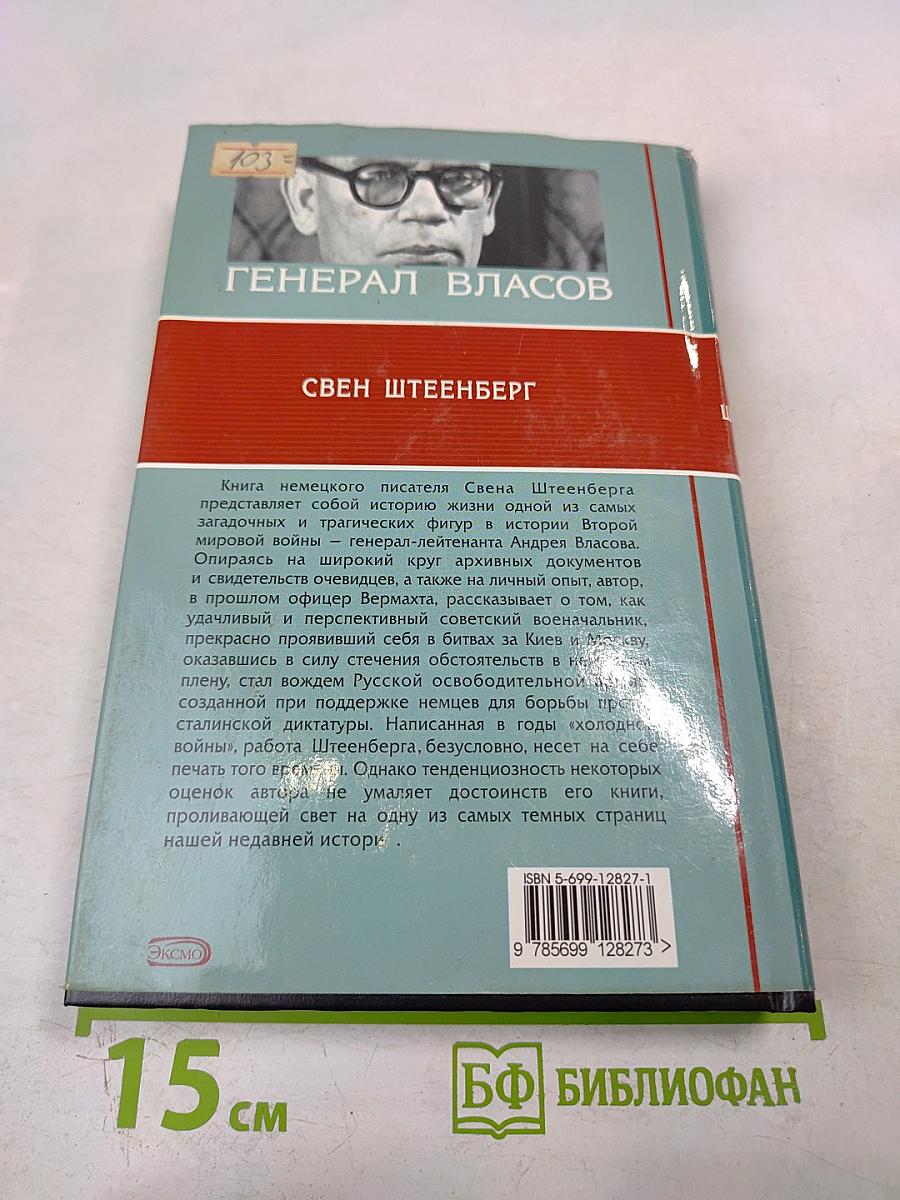 103=
ГЕНЕРАЛ ВЛАСОВ
СВЕН ШТЕЕНБЕРГ
Ш
Книга немецкого писателя Свена Штеенберга
представляет собой историю жизни одной из самых
загадочных и трагических фигур в истории Второй
мировой войны – генерал-лейтенанта Андрея Власова.
Опираясь на широкий круг архивных документов
и свидетельств очевидцев, а также на личный опыт, автор,
в прошлом офицер Вермахта, рассказывает о том, как
удачливый и перспективный советский военачальник,
прекрасно проявивший себя в битвах за Киев и Москву,
оказавшись в силу стечения обстоятельств в
плену, стал вождем Русской освободительной
созданной при поддержке немцев для борьбы
сталинской диктатуры. Написанная в годы «холодной
войны», работа Штеенберга, безусловно, несет на себе
печать того времени. Однако тенденциозность некоторых
оценок автора не умаляет достоинств его книги,
проливающей свет на одну из самых темных страниц
нашей недавней истори .
ISBN 5-699-12827-1
9 785699 128273 >
ЭКСМО
15 см
БФ БИБЛИОФАН